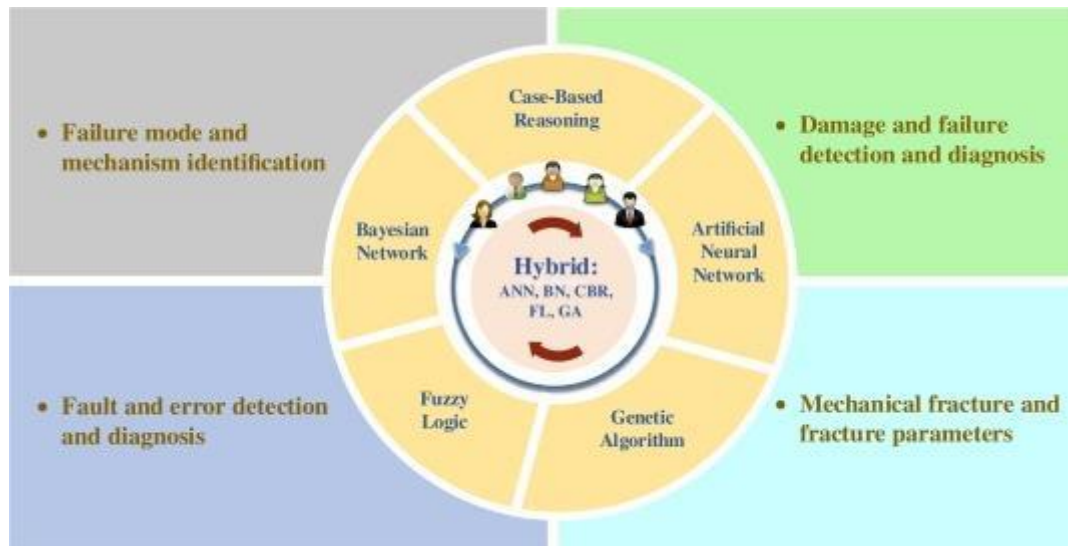 • Failure mode and
mechanism identification
• Damage and failure
detection and diagnosis
Case-Based
Reasoning
Bayesian
Network
Artificial
Neural
Network
Hybrid:
ANN, BN, CBR,
FL, GA
Fuzzy
Logic
Genetic
Algorithm
• Fault and error detection
and diagnosis
• Mechanical fracture and
fracture parameters